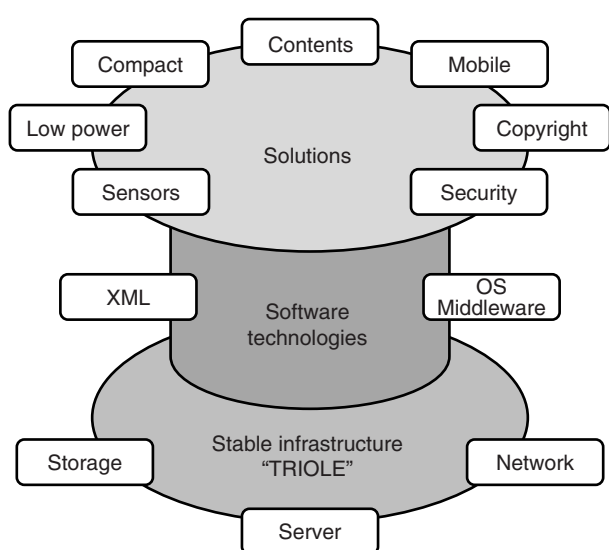 Contents
Compact
Mobile
Low power
Copyright
Solutions
Sensors
Security
XML
OS
Middleware
Software
technologies
Stable infrastructure
“TRIOLE”
Storage
Network
Server